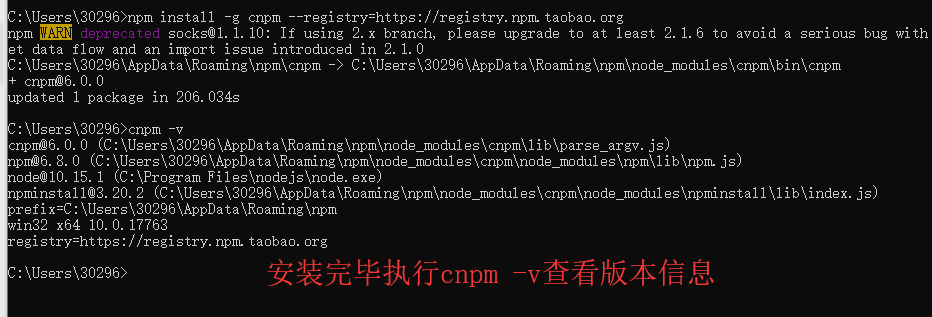 C:\Users\30296>npm install -g cnpm --registry=https://registry.npm.taobao.org
npm WARN deprecated socks@1.1.10: If using 2.x branch, please upgrade to at least 2.1.6 to avoid a serious bug with
et data flow and an import issue introduced in 2.1.0
C:\Users\30296\AppData\Roaming\npm\cnpm -> C:\Users\30296\AppData\Roaming\npm\node_modules\cnpm\bin\cnpm
+ cnpm@6.0.0
updated 1 package in 206.034s
C:\Users\30296>cnpm -v
cnpm@6.0.0 (C:\Users\30296\AppData\Roaming\npm\node_modules\cnpm\lib\parse_argv.js)
npm@6.8.0 (C:\Users\30296\AppData\Roaming\npm\node_modules\cnpm\node_modules\npm\lib\npm.js)
node@10.15.1 (C:\Program Files\nodejs\node.exe)
npminstall@3.20.2 (C:\Users\30296\AppData\Roaming\npm\node_modules\cnpm\node_modules\npminstall\lib\index.js)
prefix=C:\Users\30296\AppData\Roaming\npm
win32 x64 10.0.17763
registry=https://registry.npm.taobao.org
C:\Users\30296>
安装完毕执行cnpm -v查看版本信息